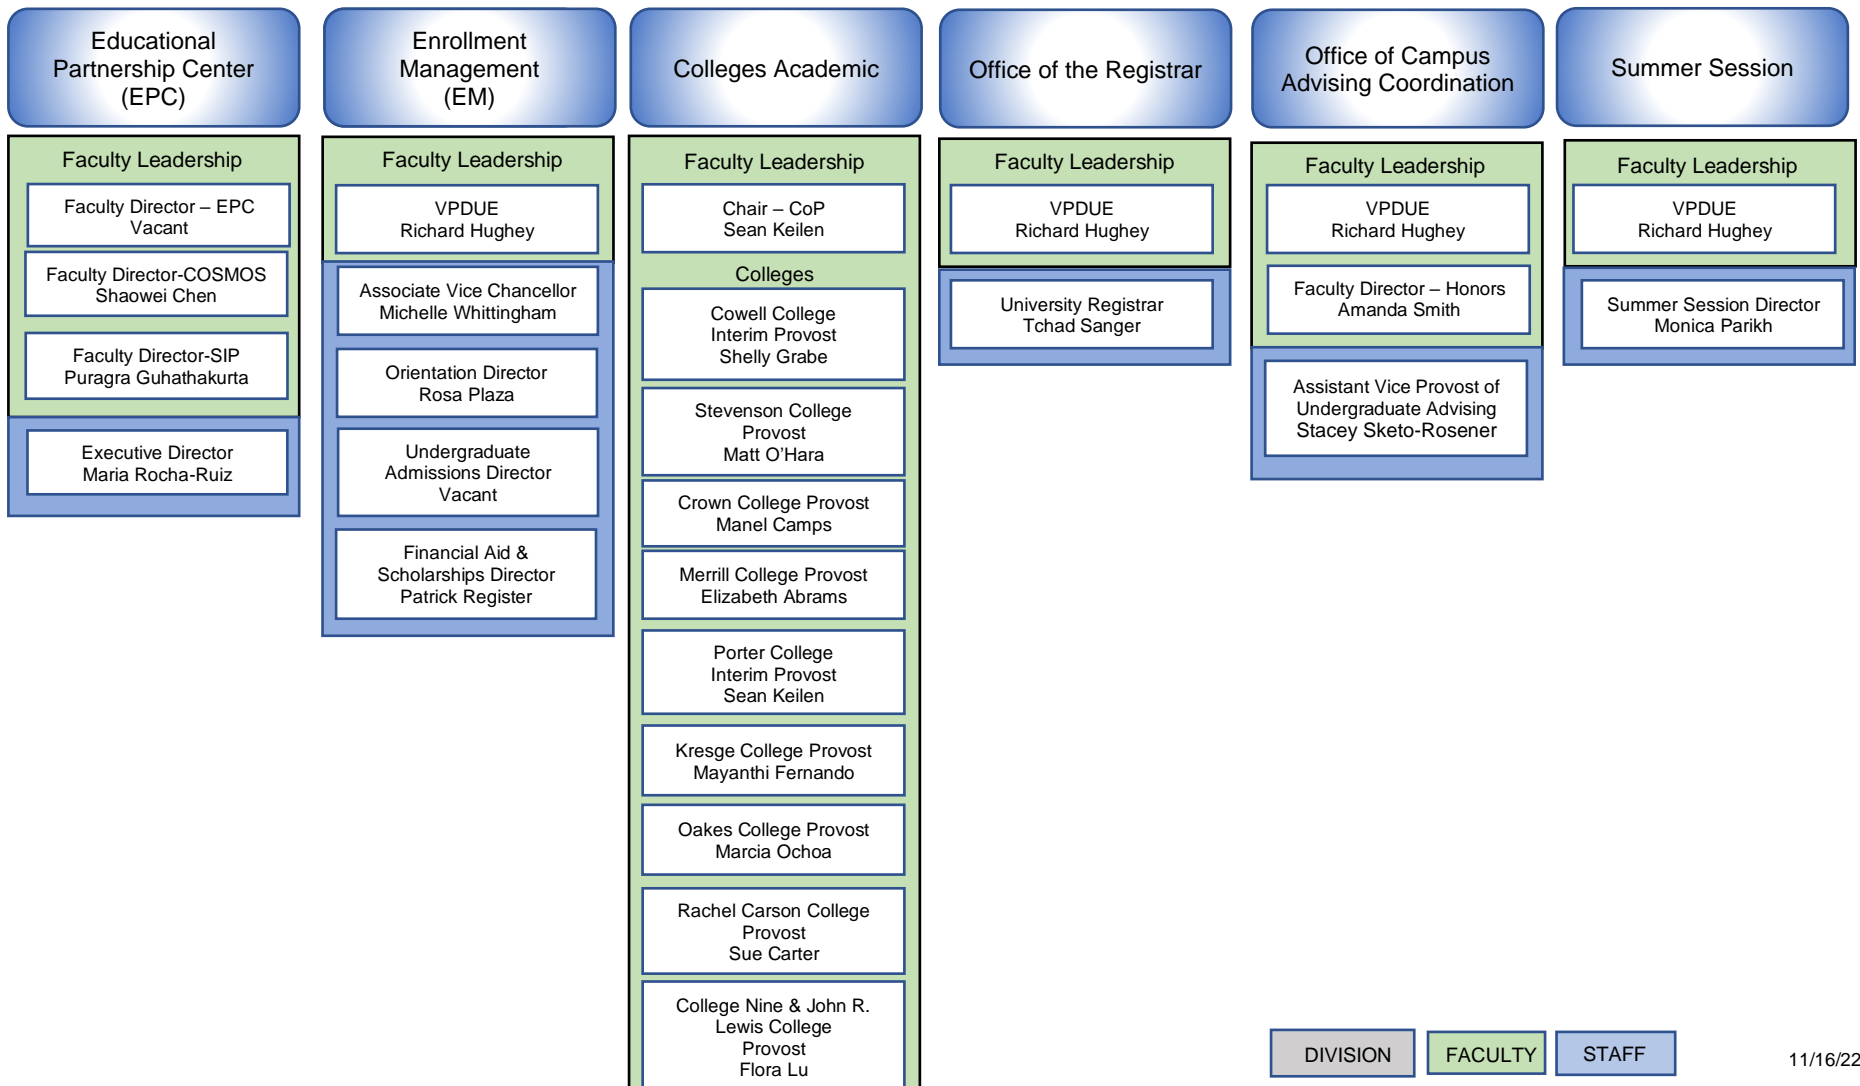 Educational
Partnership Center
(EPC)
Faculty Leadership
Faculty Director – EPC
Vacant
Faculty Director-COSMOS
Shaowei Chen
Faculty Director-SIP
Puragra Guhathakurta
Executive Director
Maria Rocha-Ruiz
Enrollment
Management
(EM)
Faculty Leadership
VPDUE
Richard Hughey
Associate Vice Chancellor
Michelle Whittingham
Orientation Director
Rosa Plaza
Undergraduate
Admissions Director
Vacant
Financial Aid &
Scholarships Director
Patrick Register
Colleges Academic
Faculty Leadership
Chair – CoP
Sean Keilen
Colleges
Cowell College
Interim Provost
Shelly Grabe
Stevenson College
Provost
Matt O’Hara
Crown College Provost
Manel Camps
Merrill College Provost
Elizabeth Abrams
Porter College
Interim Provost
Sean Keilen
Kresge College Provost
Mayanthi Fernando
Oakes College Provost
Marcia Ochoa
Rachel Carson College
Provost
Sue Carter
College Nine & John R.
Lewis College
Provost
Flora Lu
Office of the Registrar
Faculty Leadership
VPDUE
Richard Hughey
University Registrar
Tchad Sanger
Office of Campus
Advising Coordination
Faculty Leadership
VPDUE
Richard Hughey
Faculty Director – Honors
Amanda Smith
Assistant Vice Provost of
Undergraduate Advising
Stacey Sketo-Rosener
Summer Session
Faculty Leadership
VPDUE
Richard Hughey
Summer Session Director
Monica Parikh
DIVISION
FACULTY
STAFF
11/16/22